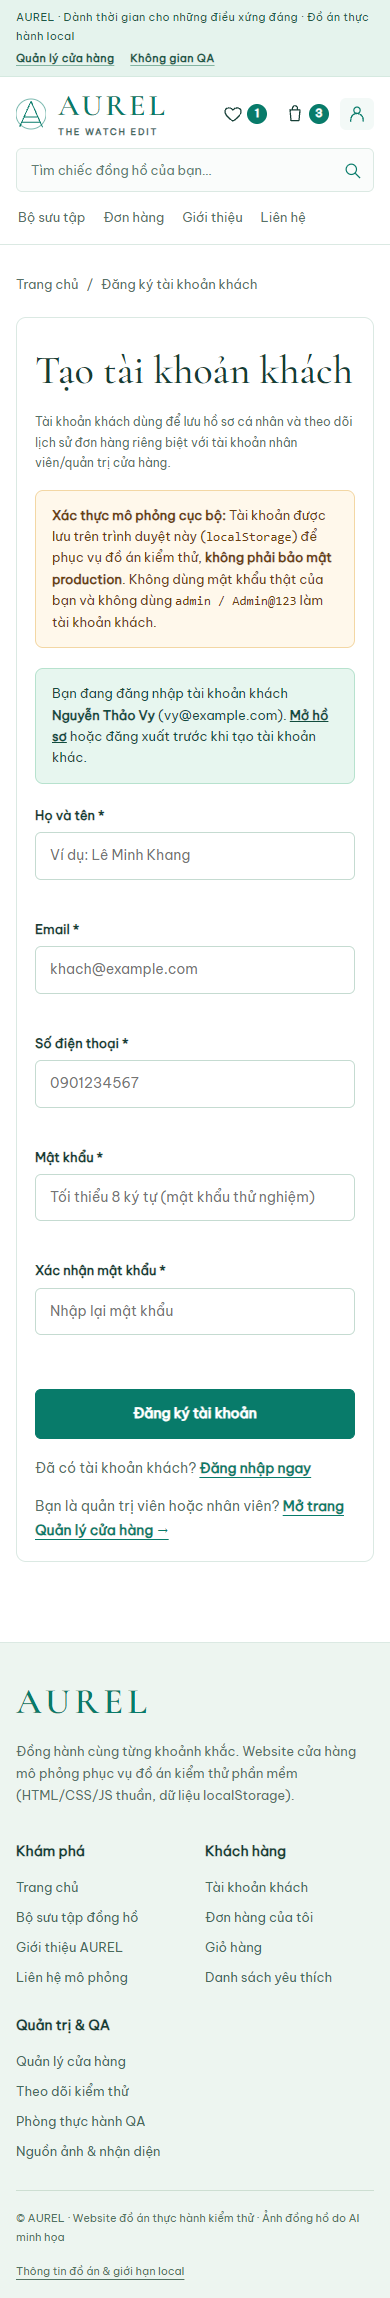 AUREL · Dành thời gian cho những điều xứng đáng · Đồ án thực
hành local
Quản lý cửa hàng Không gian QA
AUREL
THE WATCH EDIT
1
3
Tìm chiếc đồng hồ của bạn...
Bộ sưu tập Đơn hàng Giới thiệu Liên hệ
Trang chủ / Đăng ký tài khoản khách
Tạo tài khoản khách
Tài khoản khách dùng để lưu hồ sơ cá nhân và theo dõi
lịch sử đơn hàng riêng biệt với tài khoản nhân
viên/quản trị cửa hàng.
Xác thực mô phỏng cục bộ: Tài khoản được
lưu trên trình duyệt này (localStorage) để
phục vụ đồ án kiểm thử, không phải bảo mật
production. Không dùng mật khẩu thật của
bạn và không dùng admin / Admin@123 làm
tài khoản khách.
Bạn đang đăng nhập tài khoản khách
Nguyễn Thảo Vy (vy@example.com). Mở hồ
sơ hoặc đăng xuất trước khi tạo tài khoản
khác.
Họ và tên *
Ví dụ: Lê Minh Khang
Email *
khach@example.com
Số điện thoại *
0901234567
Mật khẩu *
Tối thiểu 8 ký tự (mật khẩu thử nghiệm)
Xác nhận mật khẩu *
Nhập lại mật khẩu
Đăng ký tài khoản
Đã có tài khoản khách? Đăng nhập ngay
Bạn là quản trị viên hoặc nhân viên? Mở trang
Quản lý cửa hàng →
AUREL
Đồng hành cùng từng khoảnh khắc. Website cửa hàng
mô phỏng phục vụ đồ án kiểm thử phần mềm
(HTML/CSS/JS thuần, dữ liệu localStorage).
Khám phá
Trang chủ
Bộ sưu tập đồng hồ
Giới thiệu AUREL
Liên hệ mô phỏng
Khách hàng
Tài khoản khách
Đơn hàng của tôi
Giỏ hàng
Danh sách yêu thích
Quản trị & QA
Quản lý cửa hàng
Theo dõi kiểm thử
Phòng thực hành QA
Nguồn ảnh & nhận diện
© AUREL · Website đồ án thực hành kiểm thử · Ảnh đồng hồ do AI
minh họa
Thông tin đồ án & giới hạn local